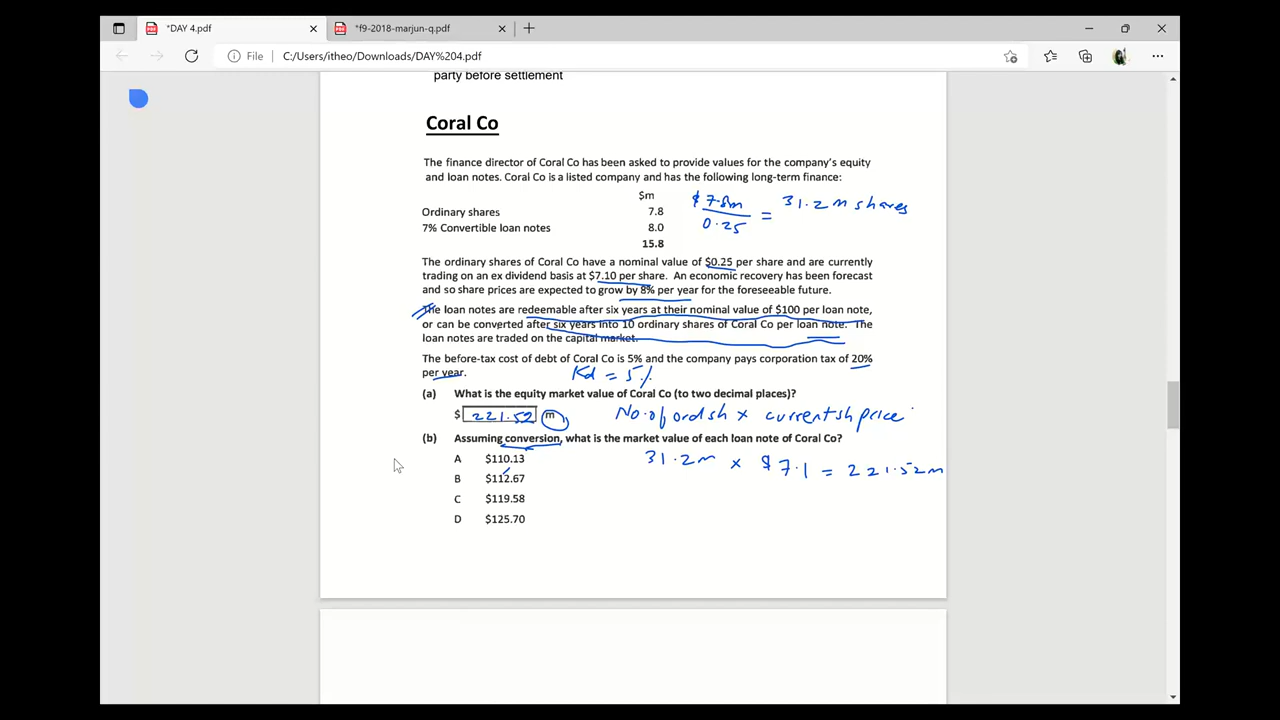 *DAY 4.pdf
*f9-2018-marjun-q.pdf
File C:/Users/itheo/Downloads/DAY%204.pdf
party before settlement
Coral Co
The finance director of Coral Co has been asked to provide values for the company's equity
and loan notes. Coral Co is a listed company and has the following long-term finance:
$m
Ordinary shares 7.8
7% Convertible loan notes 8.0
15.8
$7.8m
0.25
= 31.2m shares
The ordinary shares of Coral Co have a nominal value of $0.25 per share and are currently
trading on an ex dividend basis at $7.10 per share. An economic recovery has been forecast
and so share prices are expected to grow by 8% per year for the foreseeable future.
The loan notes are redeemable after six years at their nominal value of $100 per loan note,
or can be converted after six years into 10 ordinary shares of Coral Co per loan note. The
loan notes are traded on the capital market.
The before-tax cost of debt of Coral Co is 5% and the company pays corporation tax of 20%
per year.
Kd = 5%
(a) What is the equity market value of Coral Co (to two decimal places)?
$ 221.52 m
No. of ord sh x current sh price
(b) Assuming conversion, what is the market value of each loan note of Coral Co?
31.2m x $7.1 = 221.52m
A $110.13
B $112.67
C $119.58
D $125.70